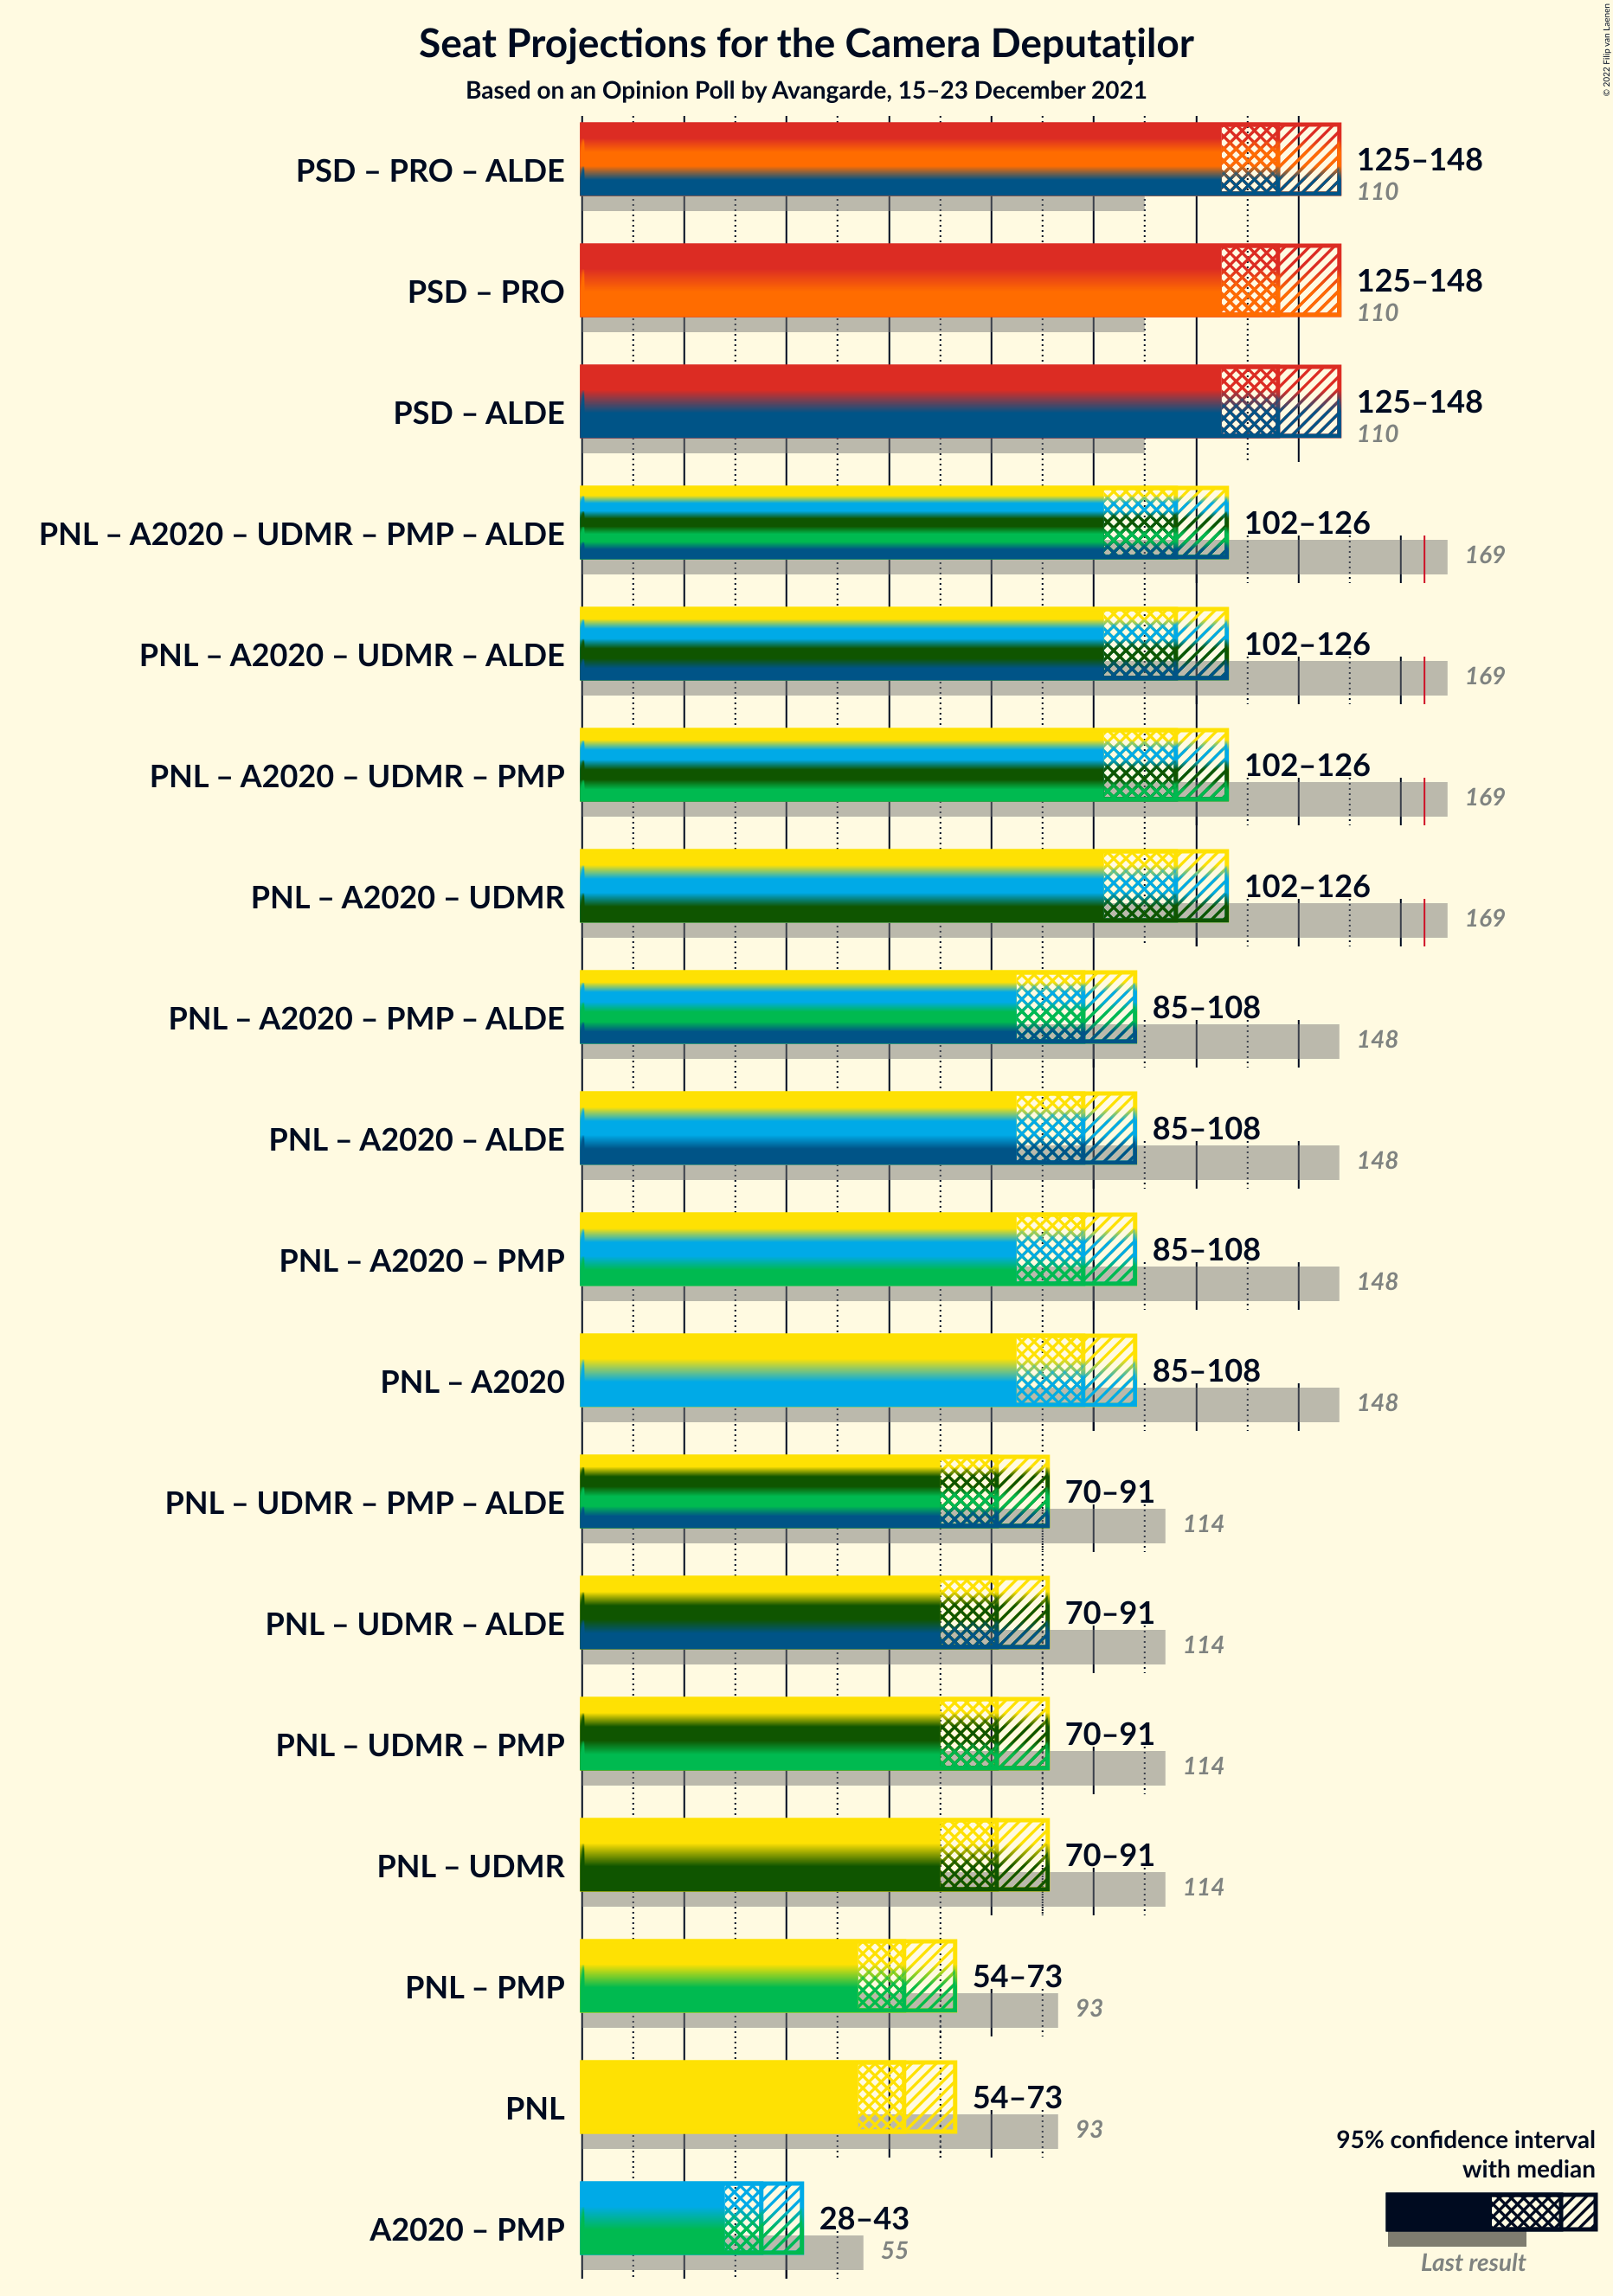 Seat Projections for the Camera Deputaților
Based on an Opinion Poll by Avangarde, 15–23 December 2021
© 2022 Filip van Laenen
PSD – PRO – ALDE
125–148
110
PSD – PRO
125–148
110
PSD – ALDE
125–148
110
PNL – A2020 – UDMR – PMP – ALDE
102–126
169
PNL – A2020 – UDMR – ALDE
102–126
169
PNL – A2020 – UDMR – PMP
102–126
169
PNL – A2020 – UDMR
102–126
169
PNL – A2020 – PMP – ALDE
85–108
148
PNL – A2020 – ALDE
85–108
148
PNL – A2020 – PMP
85–108
148
PNL – A2020
85–108
148
PNL – UDMR – PMP – ALDE
70–91
114
PNL – UDMR – ALDE
70–91
114
PNL – UDMR – PMP
70–91
114
PNL – UDMR
70–91
114
PNL – PMP
54–73
93
PNL
54–73
93
A2020 – PMP
28–43
55
95% confidence interval
with median
Last result